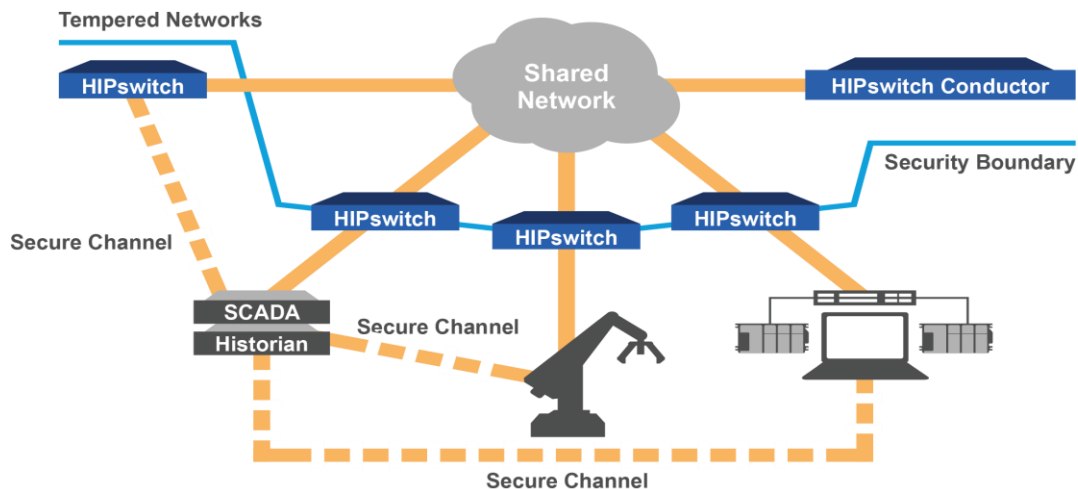 Tempered Networks
HIPswitch
Shared
Network
HIPswitch Conductor
Security Boundary
HIPswitch
HIPswitch
HIPswitch
Secure Channel
SCADA
Historian
Secure Channel
Secure Channel